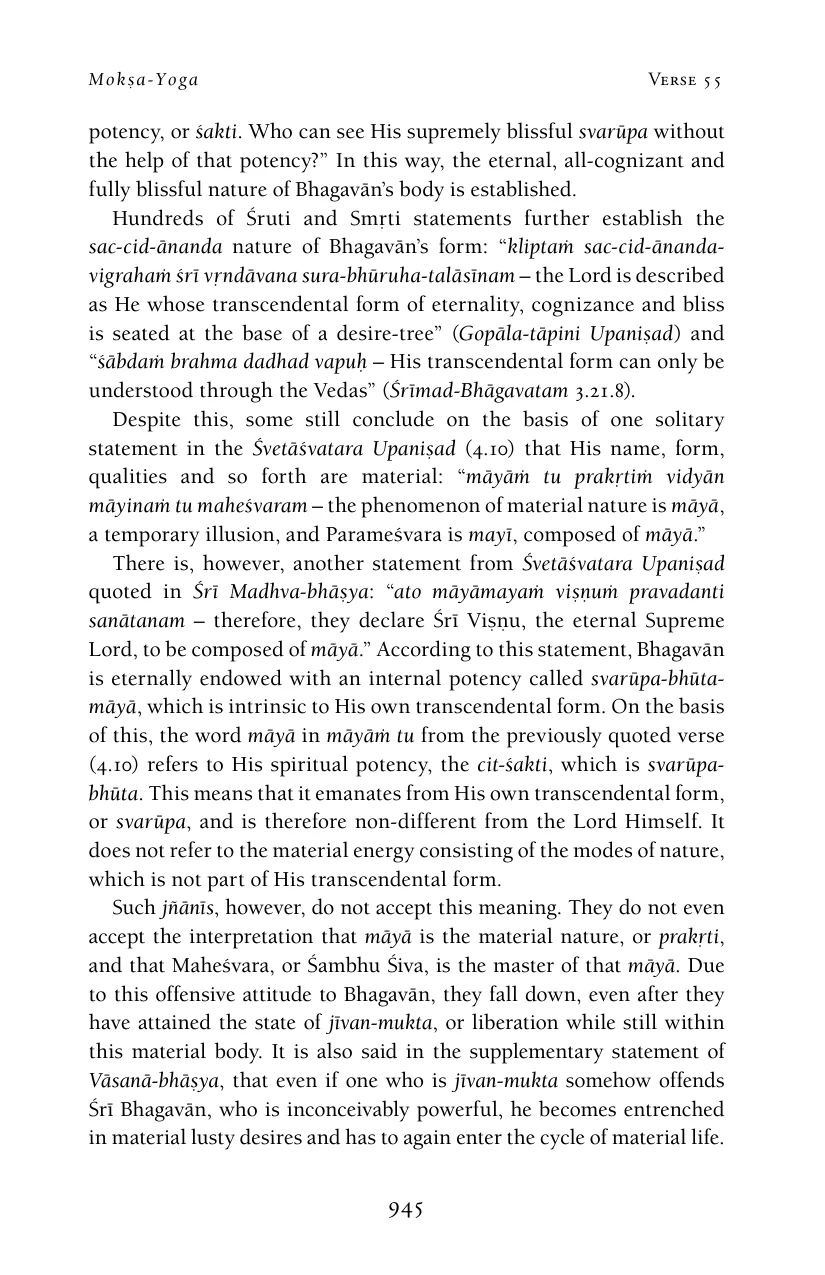 Mokṣa-Yoga Verse 55
potency, or śakti. Who can see His supremely blissful svarūpa without
the help of that potency?” In this way, the eternal, all-cognizant and
fully blissful nature of Bhagavān’s body is established.
Hundreds of Śruti and Smṛti statements further establish the
sac-cid-ānanda nature of Bhagavān’s form: “kliptaṁ sac-cid-ānanda-
vigrahaṁ śrī vṛndāvana sura-bhūruha-talāsīnam – the Lord is described
as He whose transcendental form of eternality, cognizance and bliss
is seated at the base of a desire-tree” (Gopāla-tāpini Upaniṣad) and
“śābdaṁ brahma dadhad vapuḥ – His transcendental form can only be
understood through the Vedas” (Śrīmad-Bhāgavatam 3.21.8).
Despite this, some still conclude on the basis of one solitary
statement in the Śvetāśvatara Upaniṣad (4.10) that His name, form,
qualities and so forth are material: “māyāṁ tu prakṛtiṁ vidyān
māyinaṁ tu maheśvaram – the phenomenon of material nature is māyā,
a temporary illusion, and Parameśvara is mayī, composed of māyā.”
There is, however, another statement from Śvetāśvatara Upaniṣad
quoted in Śrī Madhva-bhāṣya: “ato māyāmayaṁ viṣṇuṁ pravadanti
sanātanam – therefore, they declare Śrī Viṣṇu, the eternal Supreme
Lord, to be composed of māyā.” According to this statement, Bhagavān
is eternally endowed with an internal potency called svarūpa-bhūta-
māyā, which is intrinsic to His own transcendental form. On the basis
of this, the word māyā in māyāṁ tu from the previously quoted verse
(4.10) refers to His spiritual potency, the cit-śakti, which is svarūpa-
bhūta. This means that it emanates from His own transcendental form,
or svarūpa, and is therefore non-different from the Lord Himself. It
does not refer to the material energy consisting of the modes of nature,
which is not part of His transcendental form.
Such jñānīs, however, do not accept this meaning. They do not even
accept the interpretation that māyā is the material nature, or prakṛti,
and that Maheśvara, or Śambhu Śiva, is the master of that māyā. Due
to this offensive attitude to Bhagavān, they fall down, even after they
have attained the state of jīvan-mukta, or liberation while still within
this material body. It is also said in the supplementary statement of
Vāsanā-bhāṣya, that even if one who is jīvan-mukta somehow offends
Śrī Bhagavān, who is inconceivably powerful, he becomes entrenched
in material lusty desires and has to again enter the cycle of material life.
945